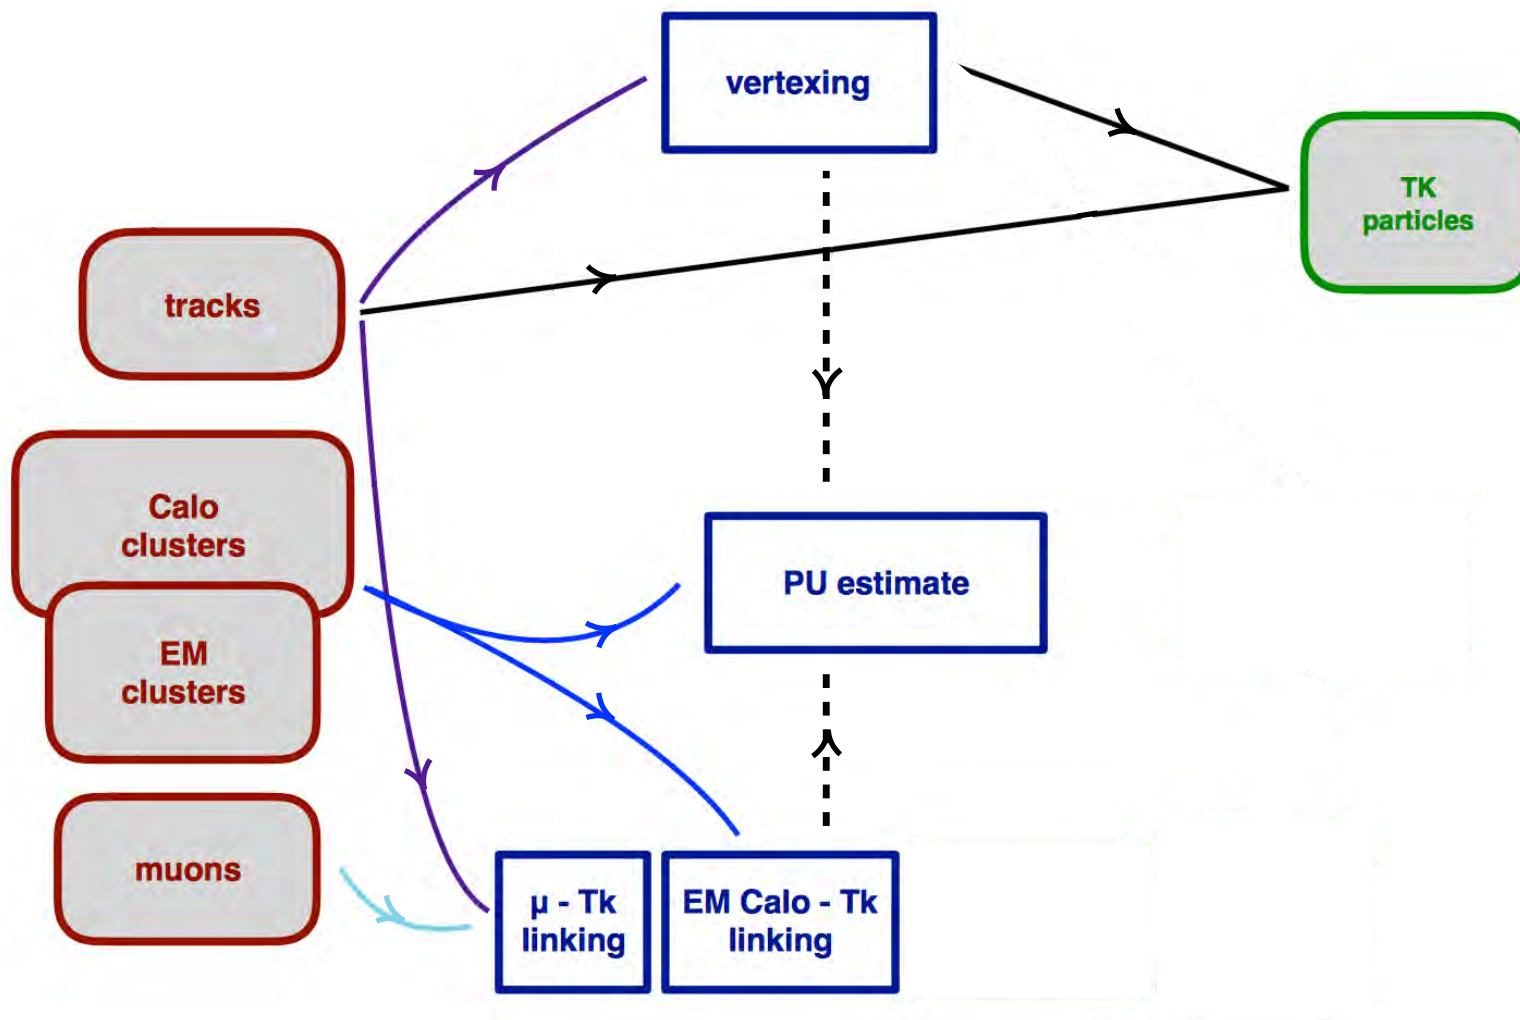 vertexing
TK
particles
tracks
Calo
clusters
PU estimate
EM
clusters
muons
μ - Tk
linking
EM Calo - Tk
linking